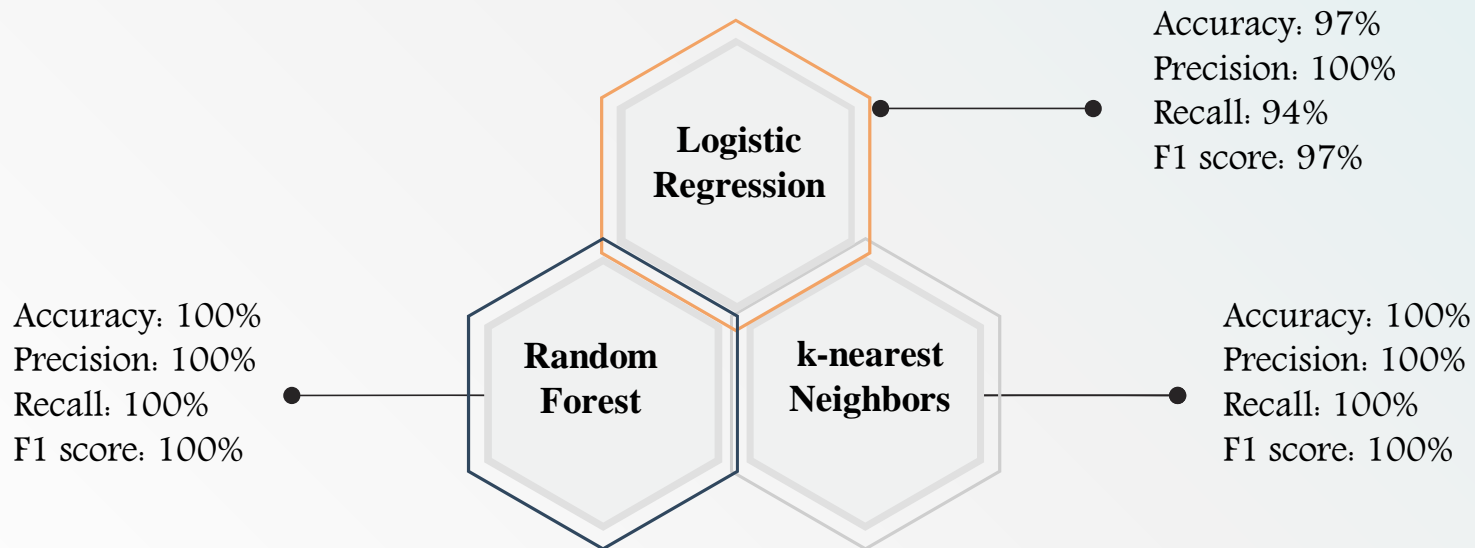 Accuracy: 97%
Precision: 100%
Recall: 94%
F1 score: 97%
Logistic
Regression
Accuracy: 100%
Precision: 100%
Recall: 100%
F1 score: 100%
Random
Forest
k-nearest
Neighbors
Accuracy: 100%
Precision: 100%
Recall: 100%
F1 score: 100%